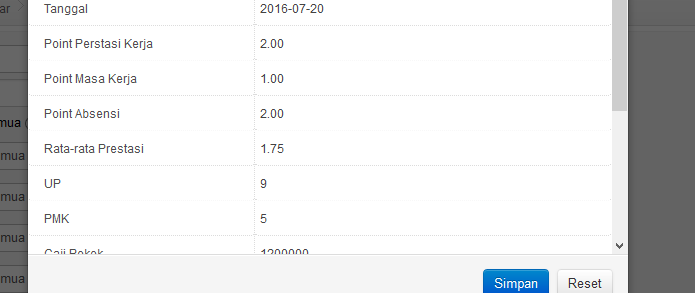 ar
Tanggal 2016-07-20
Point Perstasi Kerja 2.00
Point Masa Kerja 1.00
Point Absensi 2.00
mua (
Rata-rata Prestasi 1.75
mua
UP 9
mua
PMK 5
mua
Gaji Pokok 1200000
mua
Simpan Reset